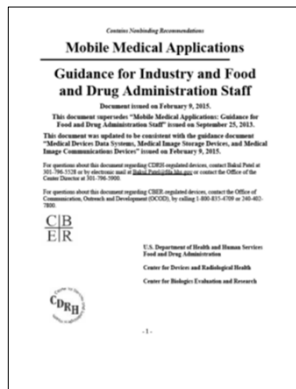 Contains Nonbinding Recommendations
Mobile Medical Applications
Guidance for Industry and Food
and Drug Administration Staff
Document issued on February 9, 2015.
This document supersedes "Mobile Medical Applications: Guidance for
Food and Drug Administration Staff" issued on September 25, 2013.
This document was updated to be consistent with the guidance document
"Medical Devices Data Systems, Medical Image Storage Devices, and Medical
Image Communications Devices" issued on February 9, 2015.
For questions about this document regarding CDRH-regulated devices, contact Bakul Patel at
301-796-5528 or by electronic mail at Bakul.Patel@fda.hhs.gov or contact the Office of the
Center Director at 301-796-5900.
For questions about this document regarding CBER-regulated devices, contact the Office of
Communication, Outreach and Development (OCOD), by calling 1-800-835-4709 or 240-402-
7800.
C B
E R
U.S. Department of Health and Human Services
Food and Drug Administration
Center for Devices and Radiological Health
Center for Biologics Evaluation and Research
CDRH
- 1 -